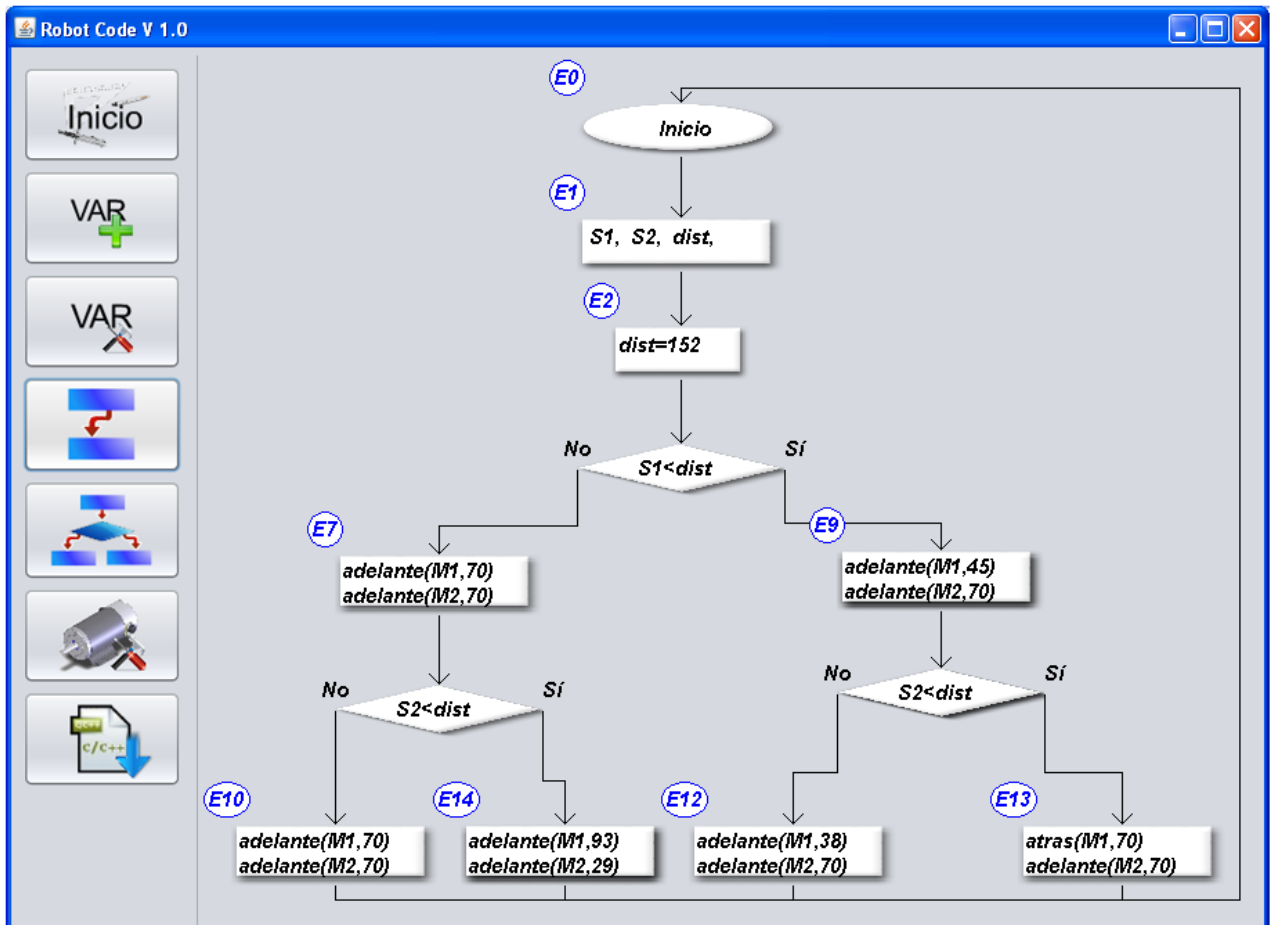 Robot Code V 1.0
Inicio
VAR
VAR
C/C++
E0
Inicio
E1
S1, S2, dist,
E2
dist=152
No
Sí
S1<dist
E7
adelante(M1,70)
adelante(M2,70)
E9
adelante(M1,45)
adelante(M2,70)
No
Sí
S2<dist
No
Sí
S2<dist
E10
adelante(M1,70)
adelante(M2,70)
E14
adelante(M1,93)
adelante(M2,29)
E12
adelante(M1,38)
adelante(M2,70)
E13
atras(M1,70)
adelante(M2,70)